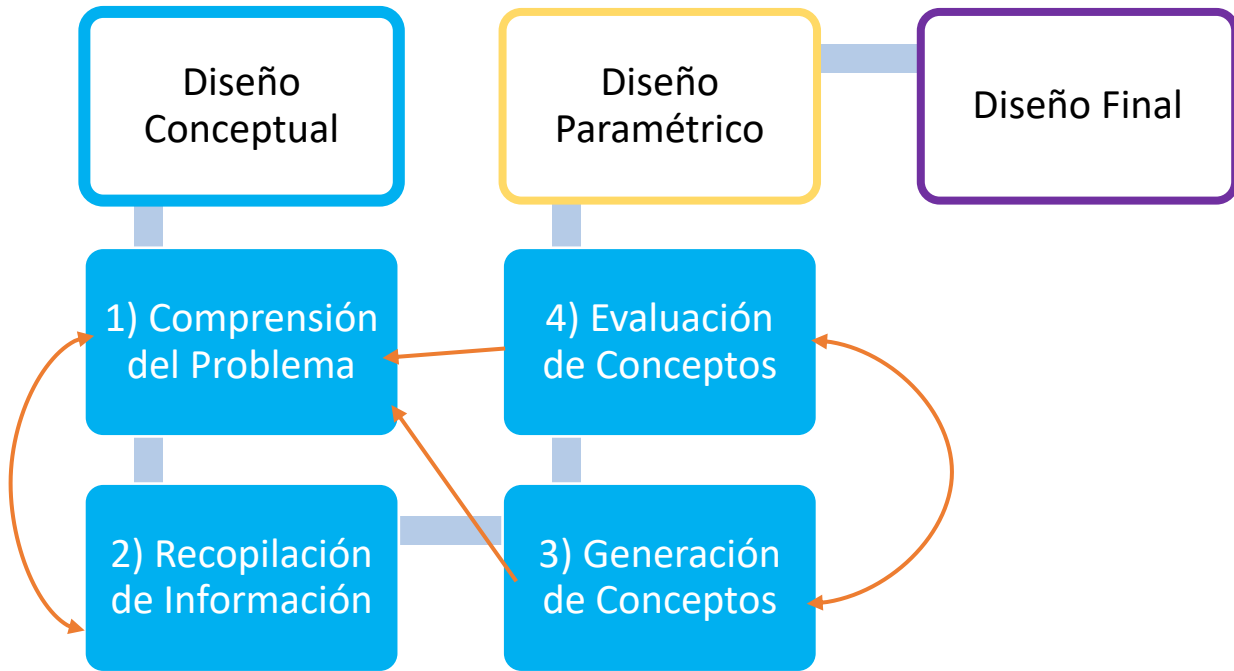 Diseño
Conceptual
1) Comprensión
del Problema
2) Recopilación
de Información
3) Generación
de Conceptos
4) Evaluación
de Conceptos
Diseño
Paramétrico
Diseño Final